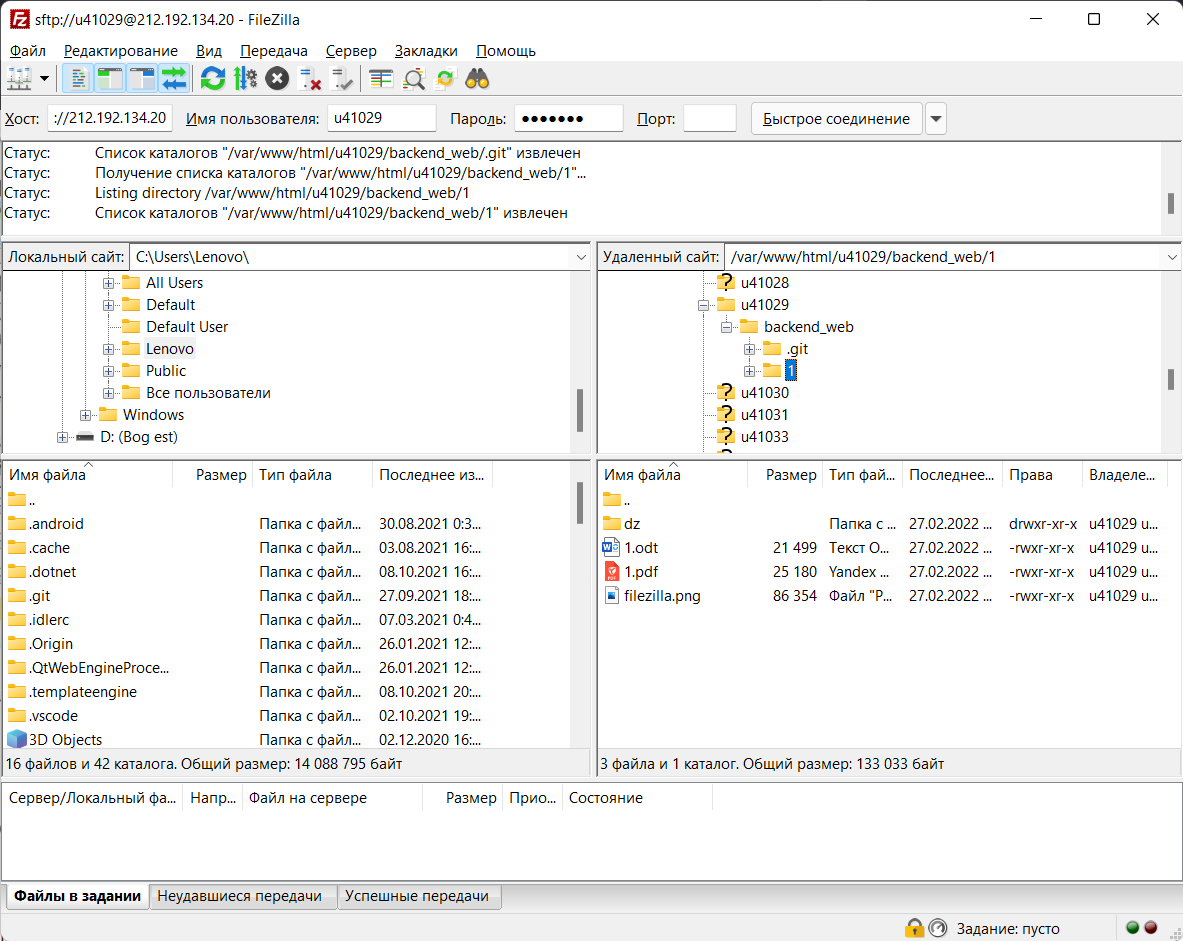 sftp://u41029@212.192.134.20 - FileZilla
Файл Редактирование Вид Передача Сервер Закладки Помощь
Хост: ://212.192.134.20 Имя пользователя: u41029 Пароль: ●●●●●●● Порт: Быстрое соединение
Статус: Список каталогов "/var/www/html/u41029/backend_web/.git" извлечен
Статус: Получение списка каталогов "/var/www/html/u41029/backend_web/1"...
Статус: Listing directory /var/www/html/u41029/backend_web/1
Статус: Список каталогов "/var/www/html/u41029/backend_web/1" извлечен
Локальный сайт: C:\Users\Lenovo\
All Users
Default
Default User
Lenovo
Public
Все пользователи
Windows
D: (Bog est)
Удаленный сайт: /var/www/html/u41029/backend_web/1
u41028
u41029
backend_web
.git
1
u41030
u41031
u41033
Имя файла Размер Тип файла Последнее из...
..
.android Папка с файл... 30.08.2021 0:3...
.cache Папка с файл... 03.08.2021 16:...
.dotnet Папка с файл... 08.10.2021 16:...
.git Папка с файл... 27.09.2021 18:...
.idlerc Папка с файл... 07.03.2021 0:4...
.Origin Папка с файл... 26.01.2021 12:...
.QtWebEngineProce... Папка с файл... 26.01.2021 12:...
.templateengine Папка с файл... 08.10.2021 20:...
.vscode Папка с файл... 02.10.2021 19:...
3D Objects Папка с файл... 02.12.2020 16:...
16 файлов и 42 каталога. Общий размер: 14 088 795 байт
Имя файла Размер Тип фай... Последнее... Права Владеле...
..
dz Папка с ... 27.02.2022 ... drwxr-xr-x u41029 u...
1.odt 21 499 Текст O... 27.02.2022 ... -rwxr-xr-x u41029 u...
1.pdf 25 180 Yandex ... 27.02.2022 ... -rwxr-xr-x u41029 u...
filezilla.png 86 354 Файл "P... 27.02.2022 ... -rwxr-xr-x u41029 u...
3 файла и 1 каталог. Общий размер: 133 033 байт
Сервер/Локальный фа... Напр... Файл на сервере Размер Прио... Состояние
Файлы в задании Неудавшиеся передачи Успешные передачи
Задание: пусто